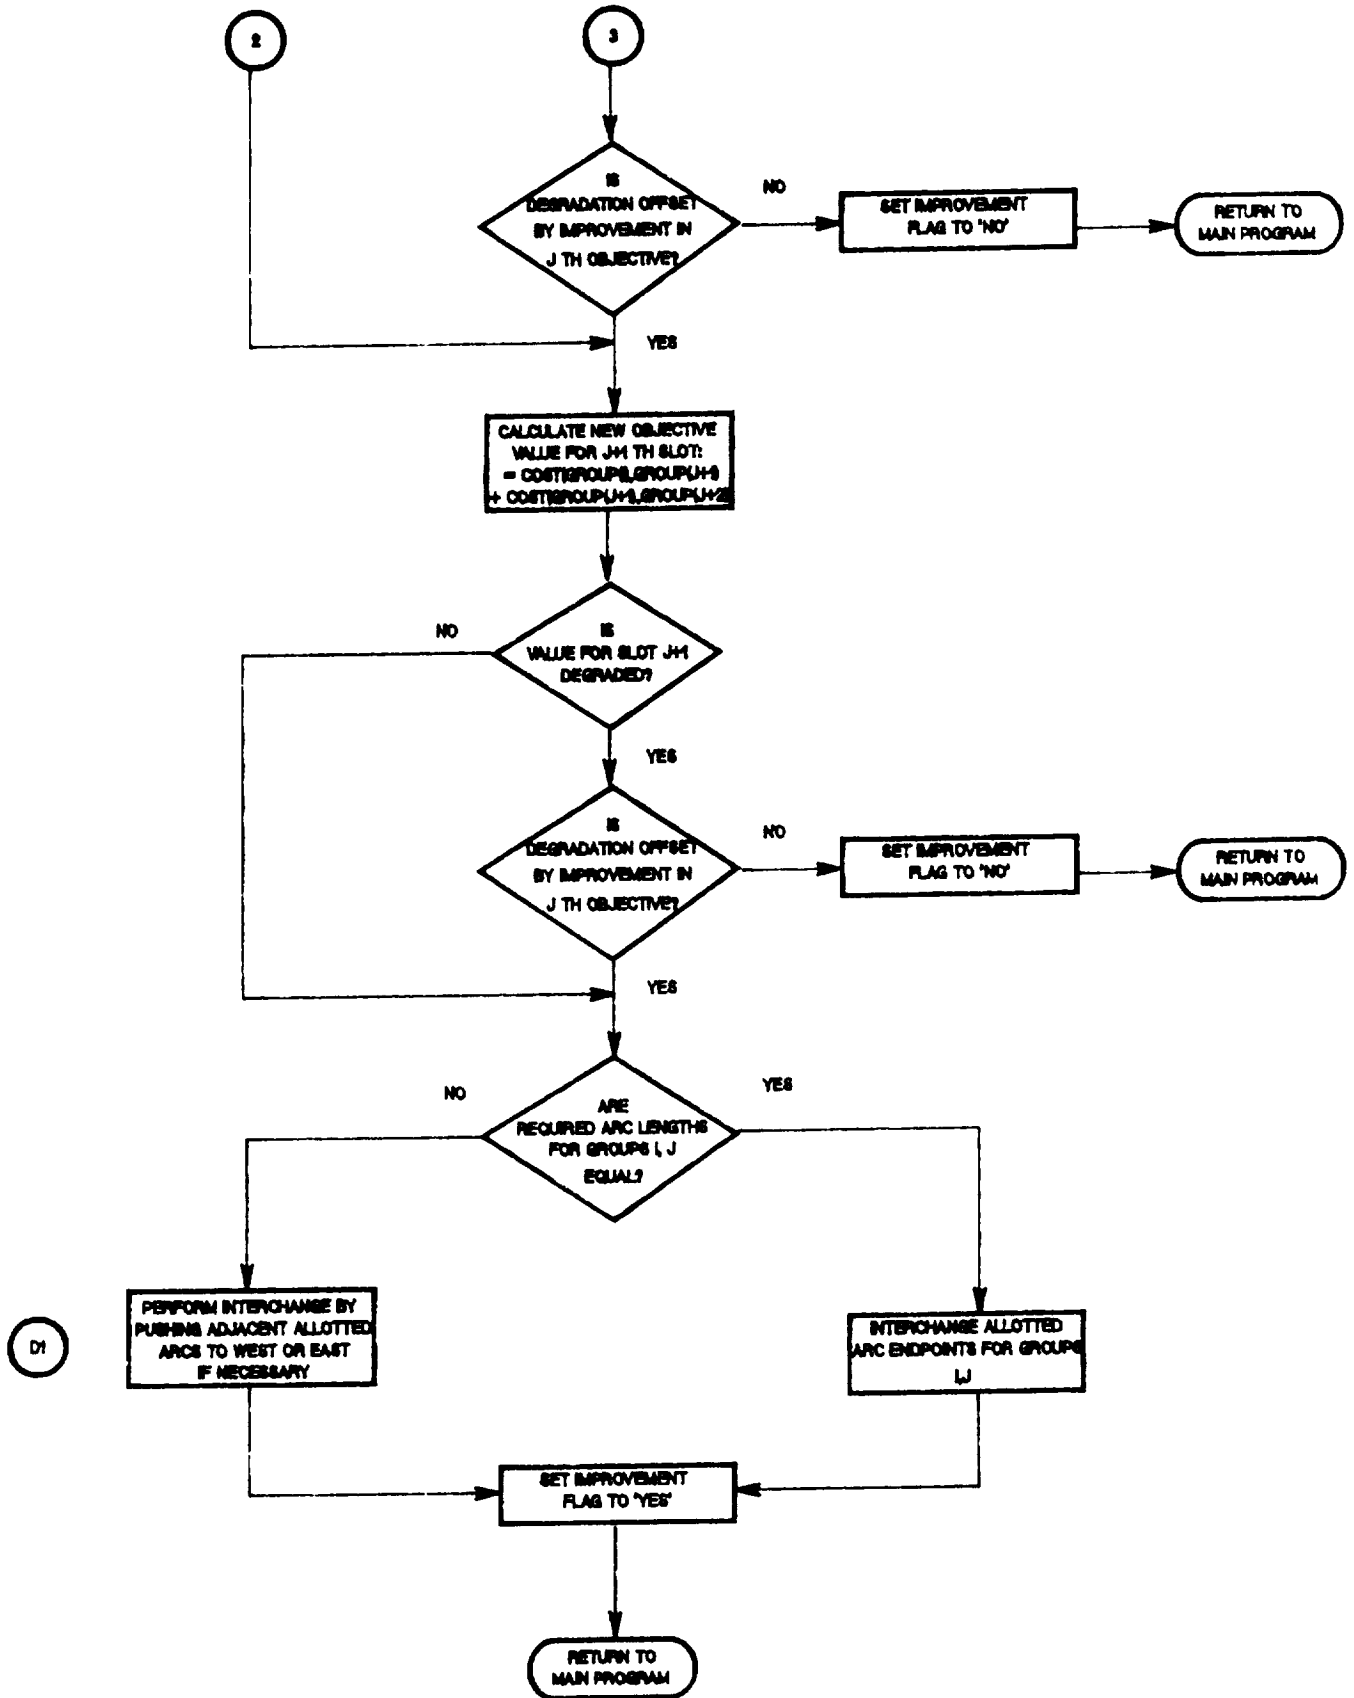 2
3
IS
DEGRADATION OFFSET
BY IMPROVEMENT IN
J TH OBJECTIVE?
NO
SET IMPROVEMENT
FLAG TO 'NO'
RETURN TO
MAIN PROGRAM
YES
CALCULATE NEW OBJECTIVE
VALUE FOR J+1 TH SLOT:
= COST(GROUP(I),GROUP(J+1)
+ COST(GROUP(J+1),GROUP(J+2))
NO
IS
VALUE FOR SLOT J+1
DEGRADED?
YES
IS
DEGRADATION OFFSET
BY IMPROVEMENT IN
J TH OBJECTIVE?
NO
SET IMPROVEMENT
FLAG TO 'NO'
RETURN TO
MAIN PROGRAM
YES
NO
ARE
REQUIRED ARC LENGTHS
FOR GROUPS I, J
EQUAL?
YES
D1
PERFORM INTERCHANGE BY
PUSHING ADJACENT ALLOTTED
ARCS TO WEST OR EAST
IF NECESSARY
INTERCHANGE ALLOTTED
ARC ENDPOINTS FOR GROUPS
I,J
SET IMPROVEMENT
FLAG TO 'YES'
RETURN TO
MAIN PROGRAM